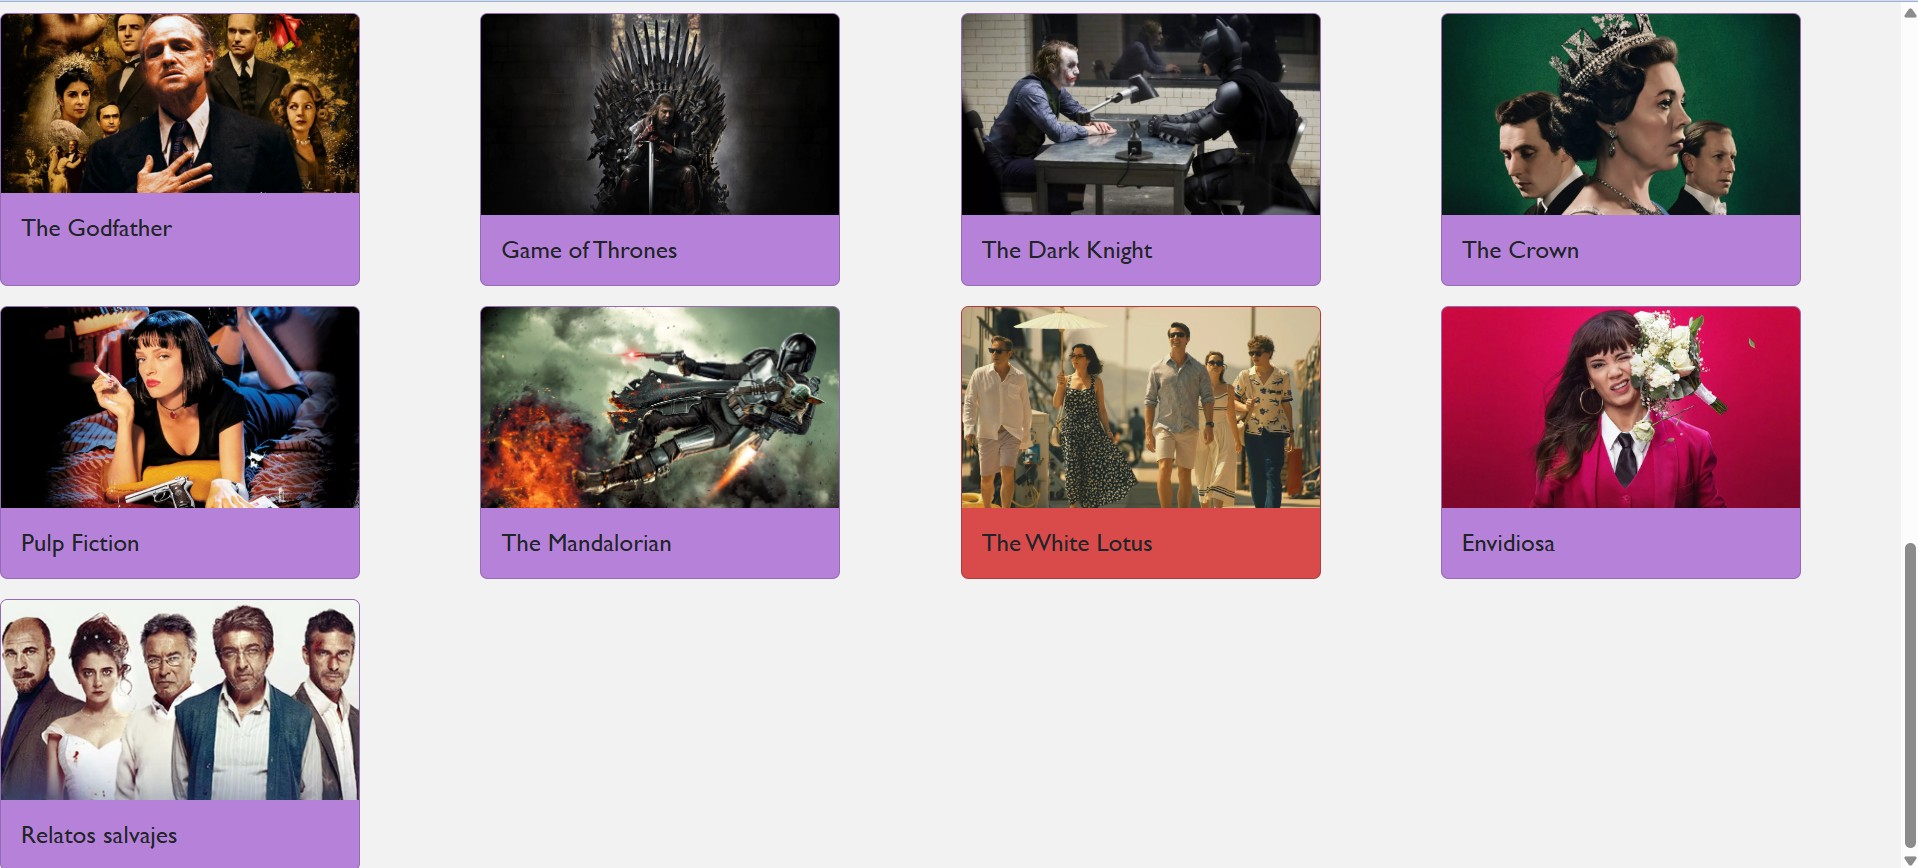 The Godfather
Game of Thrones
The Dark Knight
The Crown
Pulp Fiction
The Mandalorian
The White Lotus
Envidiosa
Relatos salvajes